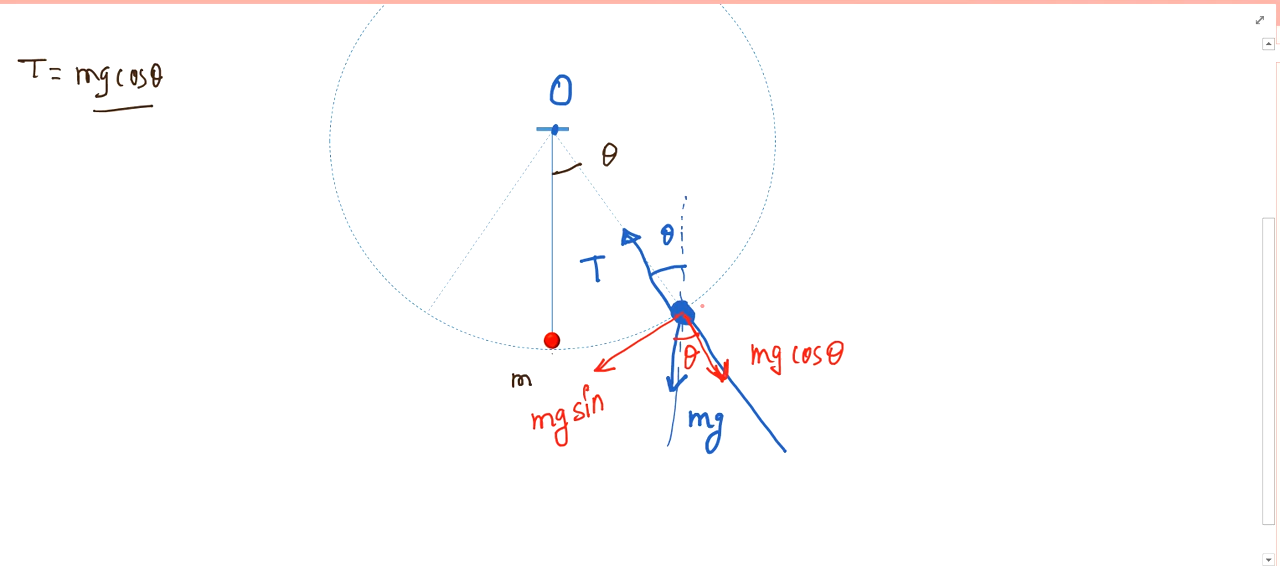 T = mg cosθ
O
θ
θ
T
θ
mg cosθ
m
mg sin
mg